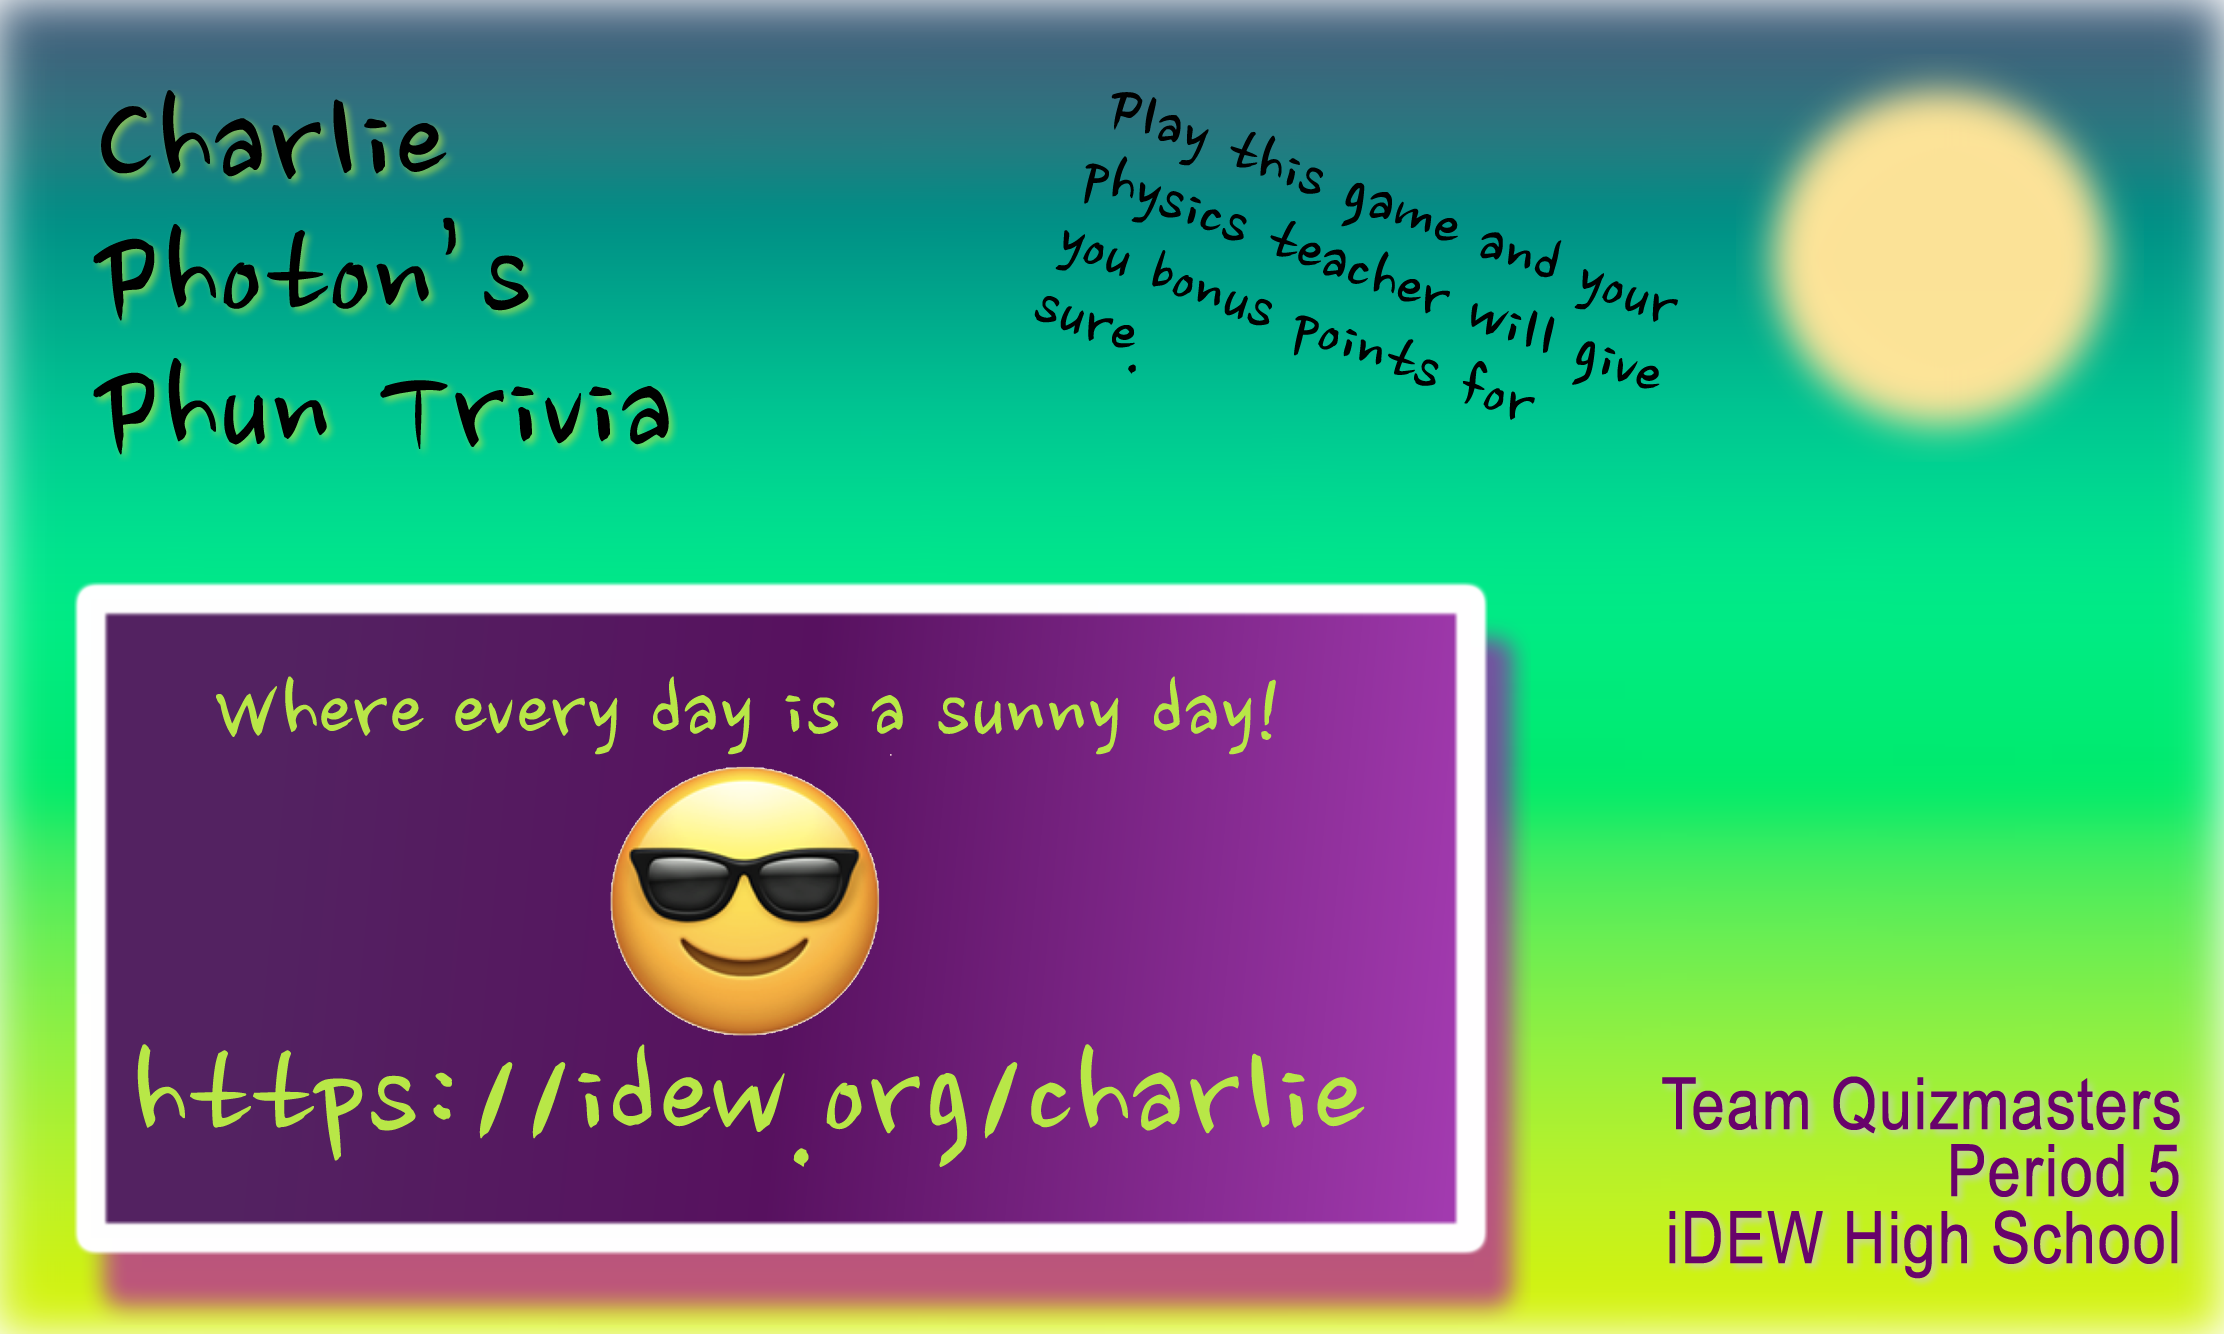 Charlie
Photon's
Phun Trivia
Play this game and your
physics teacher will give
you bonus points for
sure.
Where every day is a sunny day!
https://idew.org/charlie
Team Quizmasters
Period 5
iDEW High School